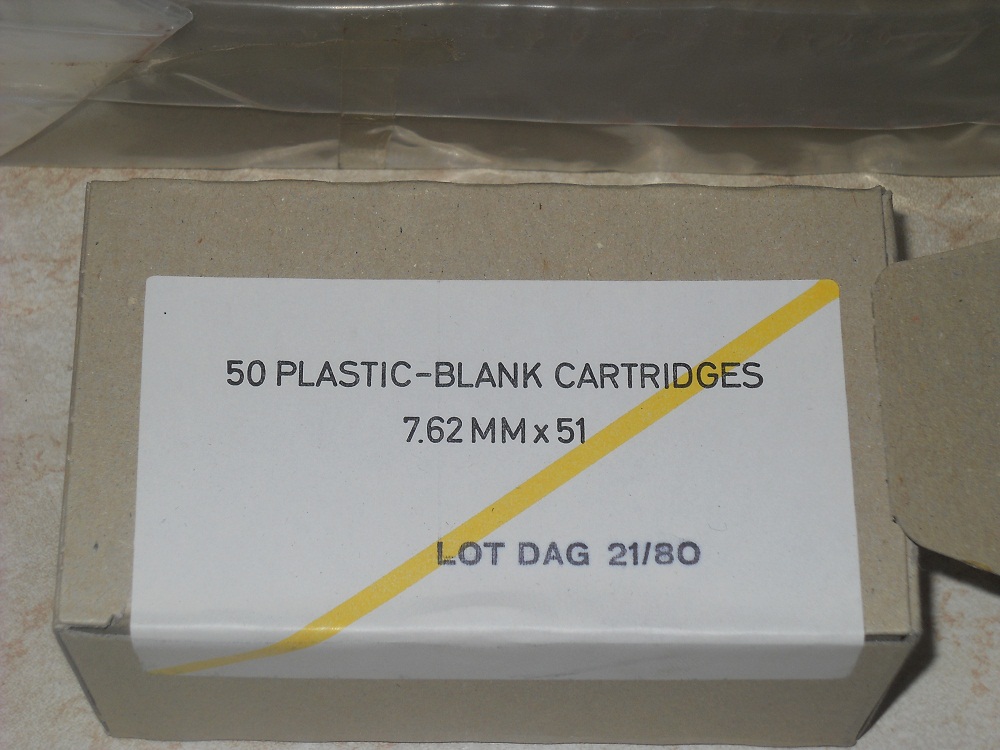 50 PLASTIC-BLANK CARTRIDGES
7.62 MM x 51
LOT DAG 21/80